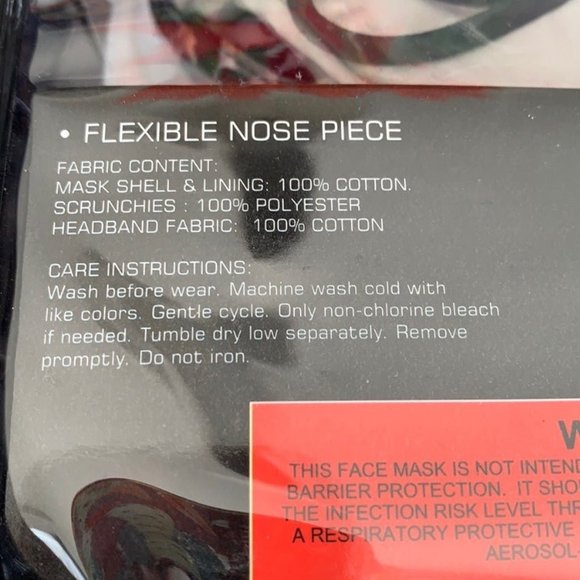 • FLEXIBLE NOSE PIECE
FABRIC CONTENT:
MASK SHELL & LINING: 100% COTTON.
SCRUNCHIES : 100% POLYESTER
HEADBAND FABRIC: 100% COTTON
CARE INSTRUCTIONS:
Wash before wear. Machine wash cold with
like colors. Gentle cycle. Only non-chlorine bleach
if needed. Tumble dry low separately. Remove
promptly. Do not iron.
THIS FACE MASK IS NOT
BARRIER PROTECTION. IT
THE INFECTION RISK LEVEL
A RESPIRATORY PROTECTIVE